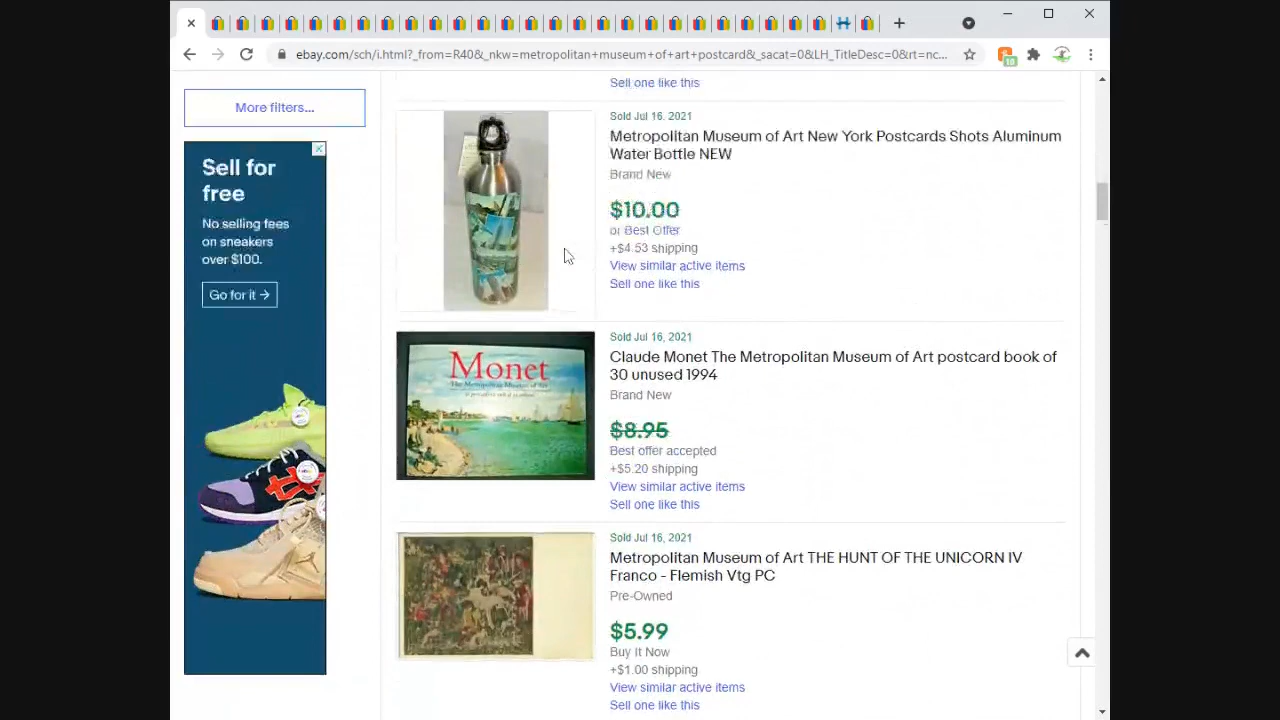 ebay.com/sch/i.html?_from=R40&_nkw=metropolitan+museum+of+art+postcard&_sacat=0&LH_TitleDesc=0&rt=nc...
10
More filters...
Sell for
free
No selling fees
on sneakers
over $100.
Go for it →
Sell one like this
Sold Jul 16, 2021
Metropolitan Museum of Art New York Postcards Shots Aluminum
Water Bottle NEW
Brand New
$10.00
or Best Offer
+$4.53 shipping
View similar active items
Sell one like this
Monet
The Metropolitan Museum of Art
Sold Jul 16, 2021
Claude Monet The Metropolitan Museum of Art postcard book of
30 unused 1994
Brand New
$8.95
Best offer accepted
+$5.20 shipping
View similar active items
Sell one like this
Sold Jul 16, 2021
Metropolitan Museum of Art THE HUNT OF THE UNICORN IV
Franco - Flemish Vtg PC
Pre-Owned
$5.99
Buy It Now
+$1.00 shipping
View similar active items
Sell one like this